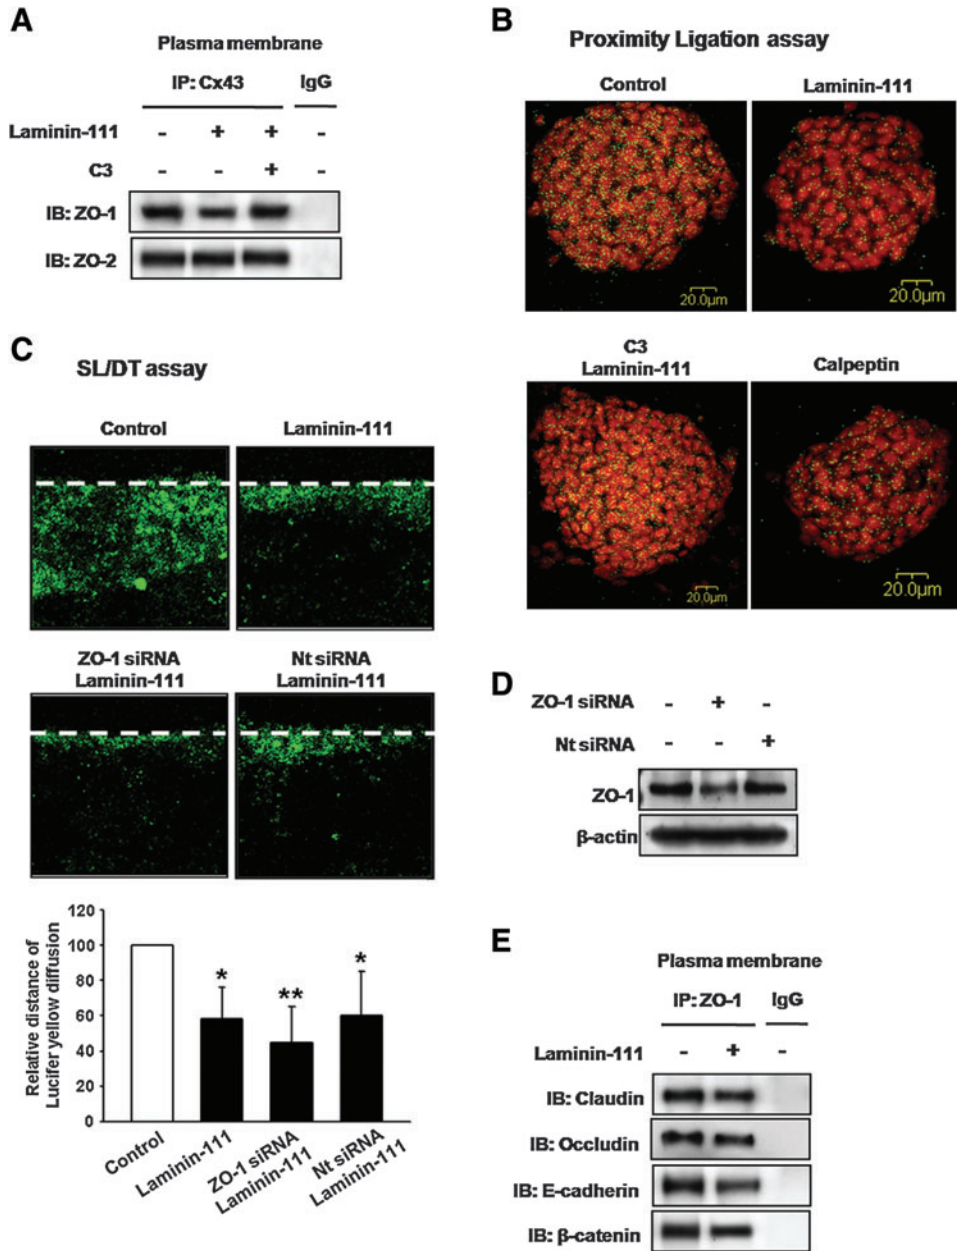 A
Plasma membrane
IP: Cx43 IgG
Laminin-111 - + + -
C3 - - + -
IB: ZO-1
IB: ZO-2
B
Proximity Ligation assay
Control Laminin-111
20.0µm 20.0µm
C3
Laminin-111 Calpeptin
20.0µm 20.0µm
C
SL/DT assay
Control Laminin-111
ZO-1 siRNA Nt siRNA
Laminin-111 Laminin-111
Relative distance of
Lucifer yellow diffusion
120
100
80
60
40
20
0
* ** *
Control
Laminin-111
ZO-1 siRNA
Laminin-111
Nt siRNA
Laminin-111
D
ZO-1 siRNA - + -
Nt siRNA - - +
ZO-1
β-actin
E
Plasma membrane
IP: ZO-1 IgG
Laminin-111 - + -
IB: Claudin
IB: Occludin
IB: E-cadherin
IB: β-catenin